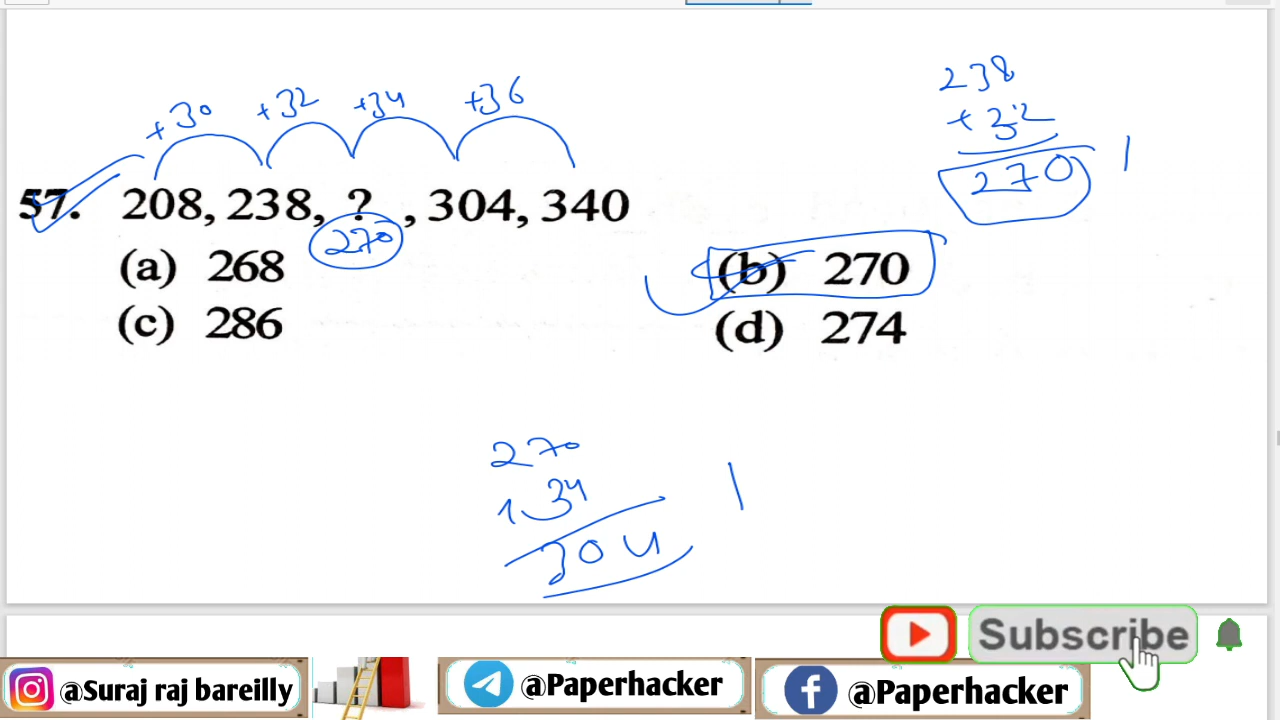 +30 +32 +34 +36
238
+ 32
270
57. 208, 238, ? , 304, 340
270
(a) 268 (b) 270
(c) 286 (d) 274
270
34
304
Subscribe
@Suraj raj bareilly @Paperhacker @Paperhacker